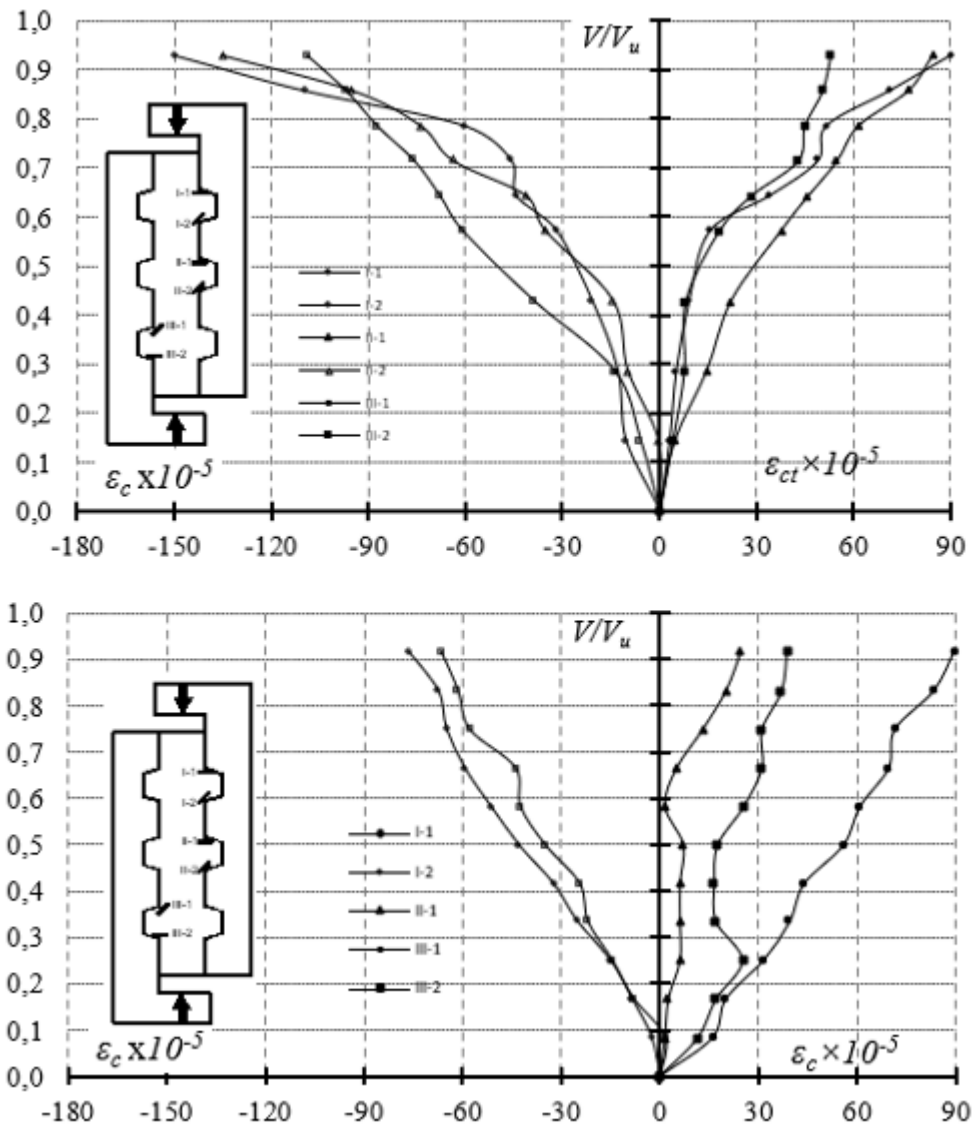 1,0
0,9
0,8
0,7
0,6
0,5
0,4
0,3
0,2
0,1
0,0
V/Vᵤ
I-1
I-2
II-1
II-2
III-1
III-2
I-1
I-2
II-1
II-2
III-1
III-2
ε_c x10⁻⁵
ε_ct×10⁻⁵
-180 -150 -120 -90 -60 -30 0 30 60 90
1,0
0,9
0,8
0,7
0,6
0,5
0,4
0,3
0,2
0,1
0,0
V/Vᵤ
I-1
I-2
II-1
II-2
III-1
III-2
I-1
I-2
II-1
III-1
III-2
ε_c x10⁻⁵
ε_c×10⁻⁵
-180 -150 -120 -90 -60 -30 0 30 60 90